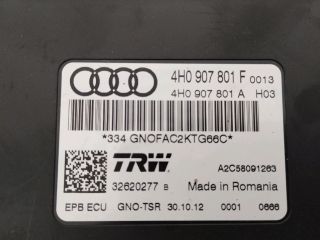 4H0 907 801 F 0013
4H0 907 801 A H03
*334 GNOFAC2KTG66C*
TRW
A2C58091263
32620277 B Made in Romania
EPB ECU GNO-TSR 30.10.12 0001 0666